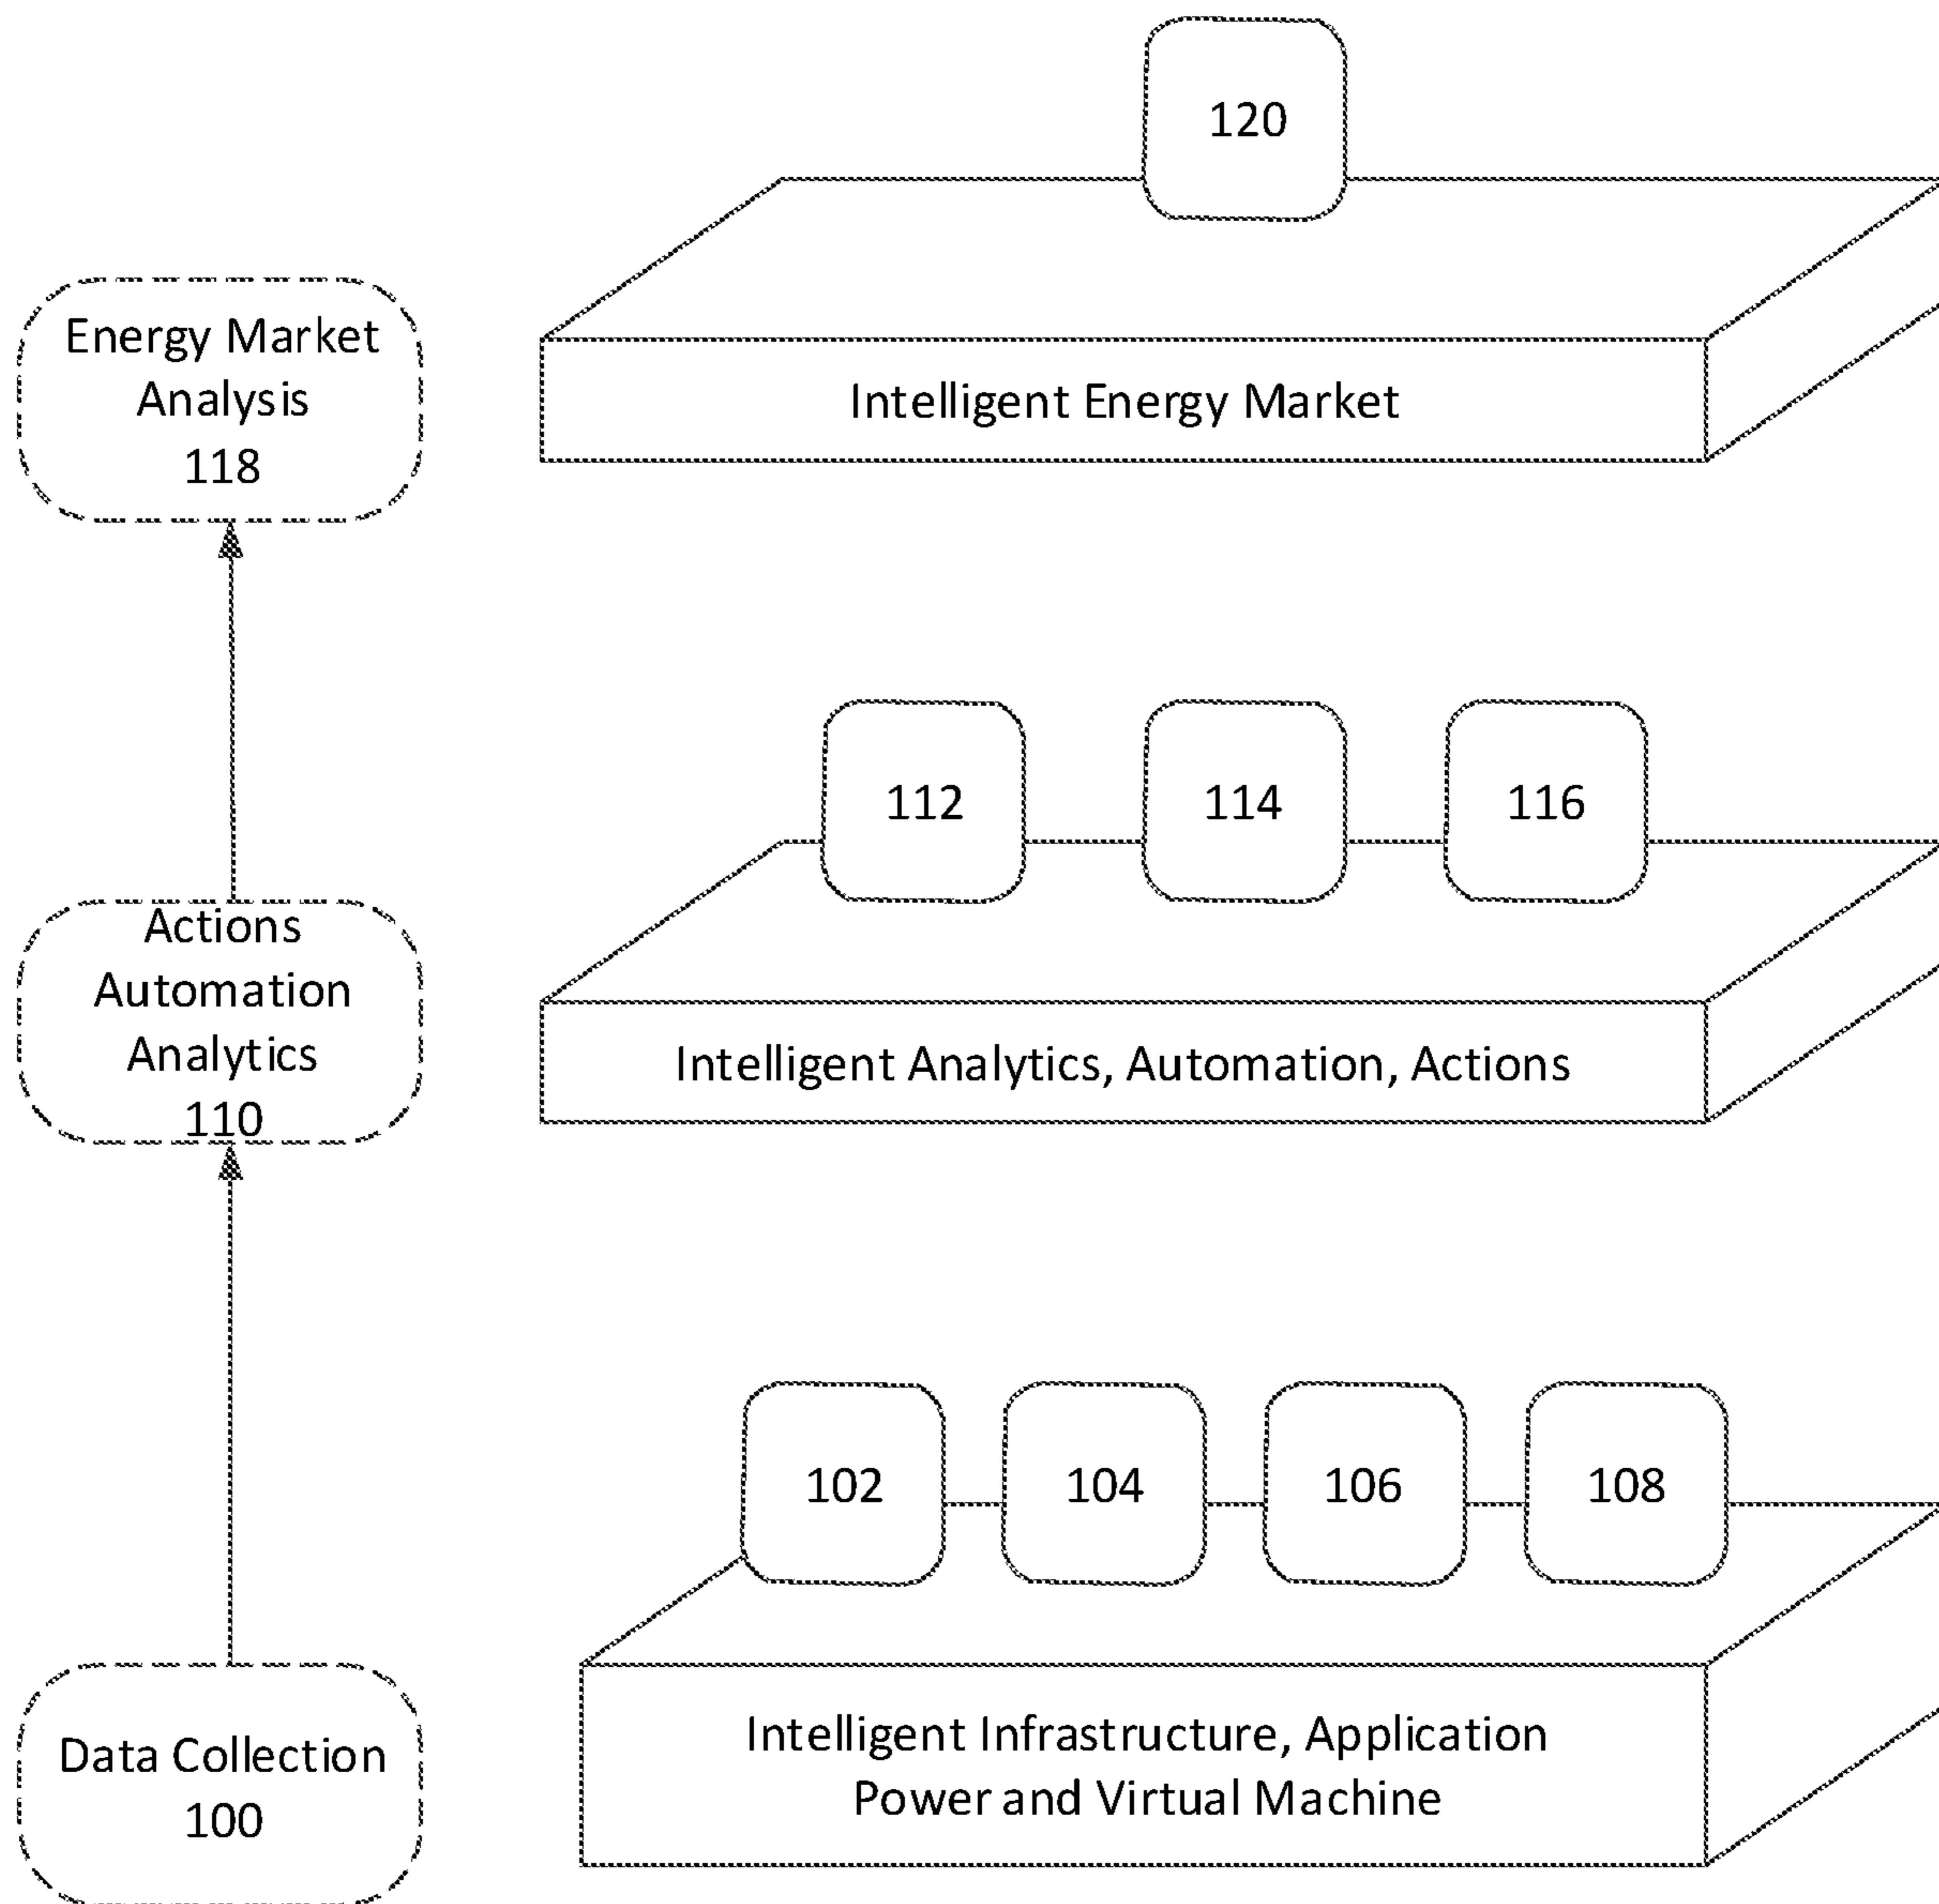 120
Energy Market
Analysis
118
Intelligent Energy Market
112
114
116
Actions
Automation
Analytics
110
Intelligent Analytics, Automation, Actions
102
104
106
108
Data Collection
100
Intelligent Infrastructure, Application
Power and Virtual Machine